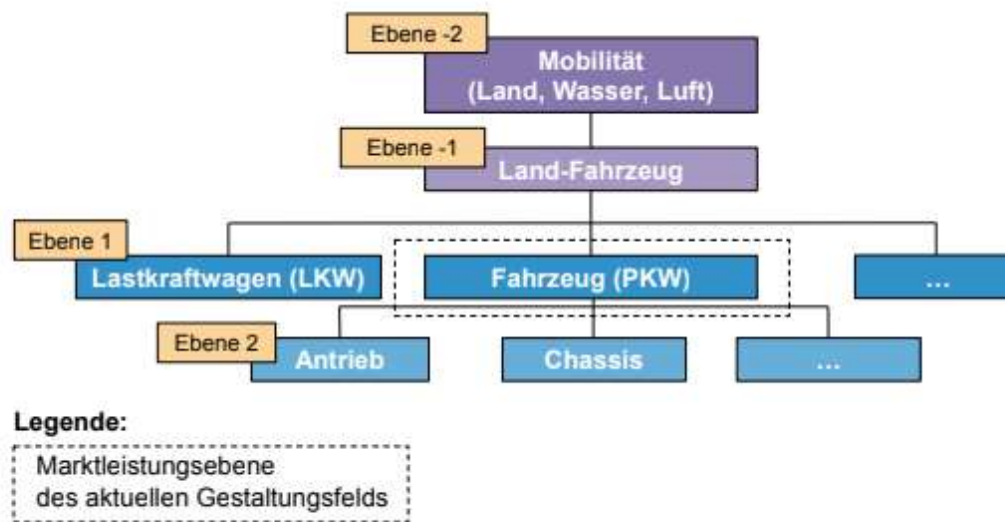 Ebene -2
Mobilität
(Land, Wasser, Luft)
Ebene -1
Land-Fahrzeug
Ebene 1
Lastkraftwagen (LKW)
Fahrzeug (PKW)
...
Ebene 2
Antrieb
Chassis
...
Legende:
Marktleistungsebene
des aktuellen Gestaltungsfelds